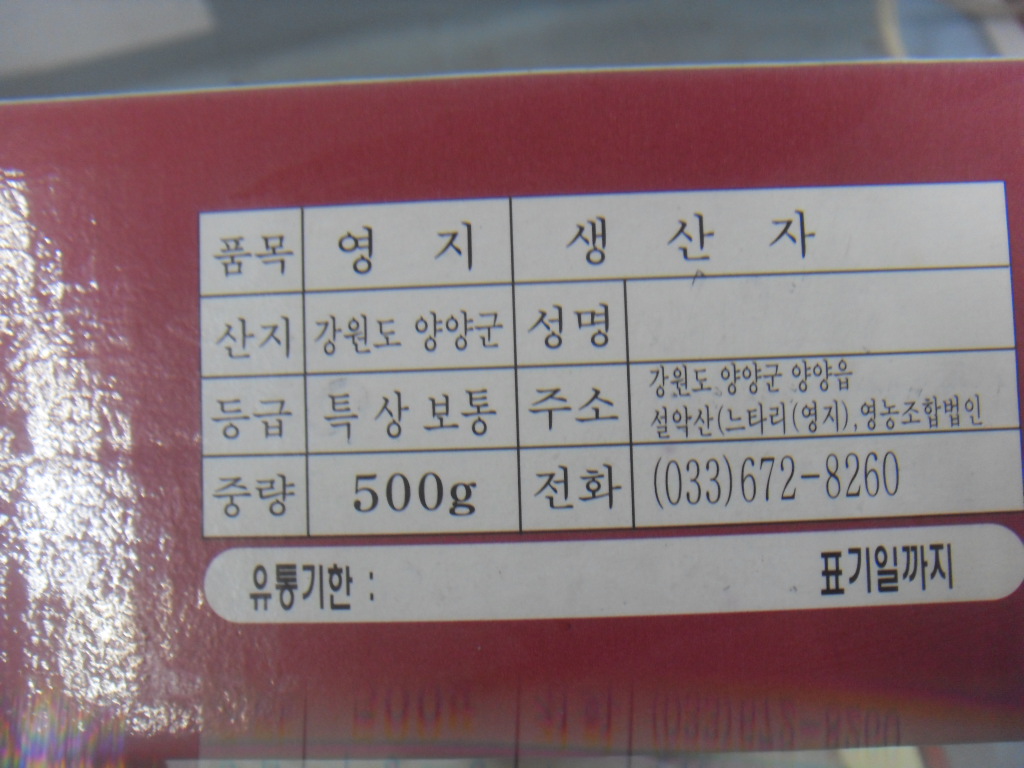 품목 영 지 생 산 자
산지 강원도 양양군 성명
등급 특 상 보통 주소 강원도 양양군 양양읍
설악산(느타리(영지),영농조합법인
중량 500g 전화 (033)672-8260
유통기한 : 표기일까지